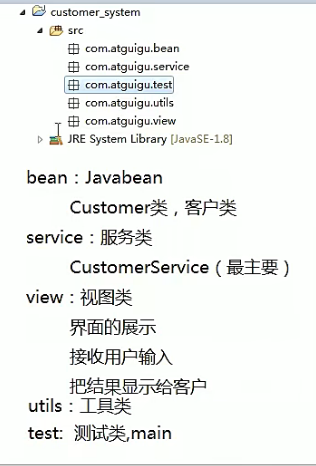 customer_system
src
com.atguigu.bean
com.atguigu.service
com.atguigu.test
com.atguigu.utils
com.atguigu.view
JRE System Library [JavaSE-1.8]
bean：Javabean
Customer类，客户类
service：服务类
CustomerService（最主要）
view：视图类
界面的展示
接收用户输入
把结果显示给客户
utils：工具类
test: 测试类,main